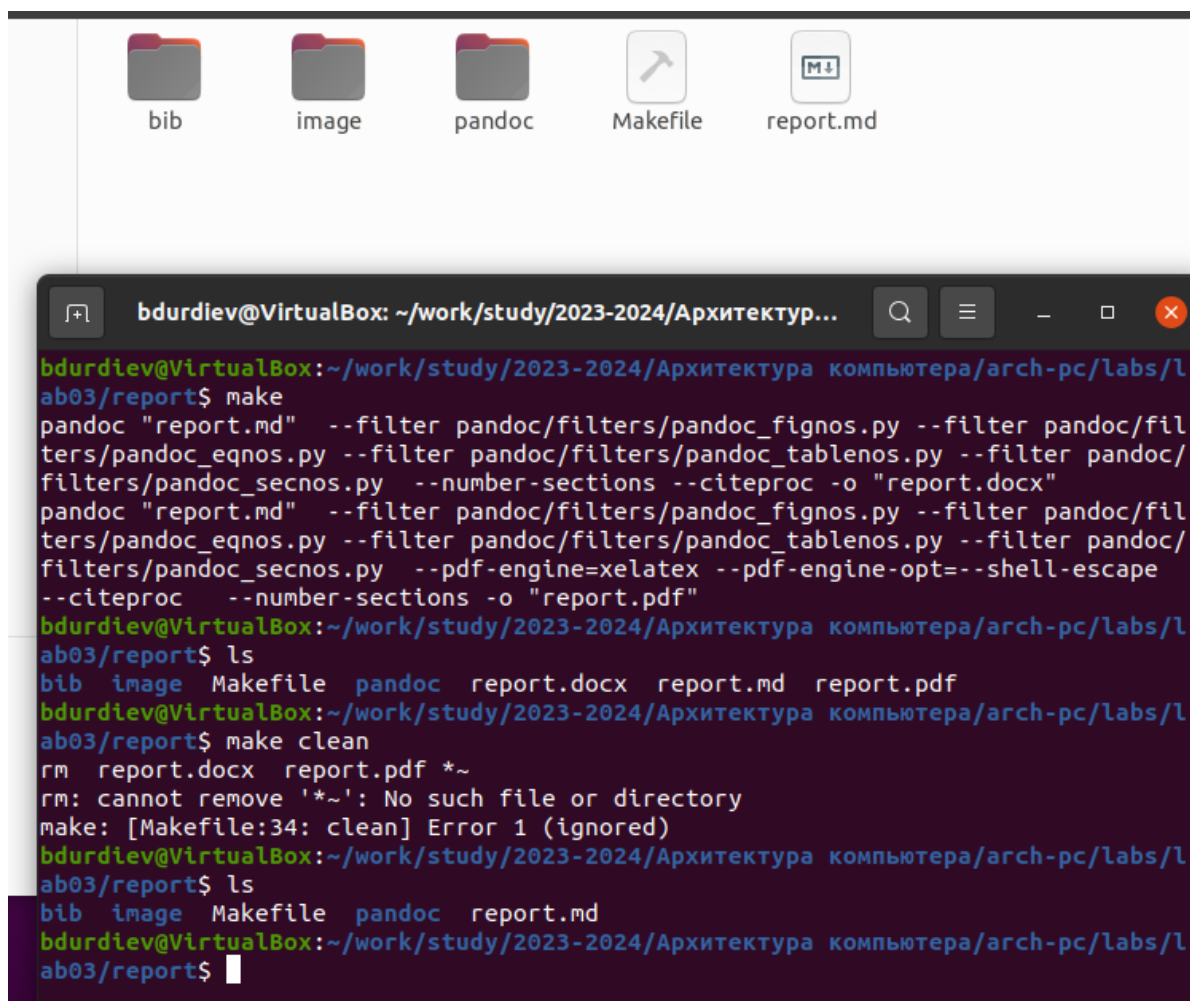 bib image pandoc Makefile report.md
M↓
bdurdiev@VirtualBox: ~/work/study/2023-2024/Архитектур...
bdurdiev@VirtualBox:~/work/study/2023-2024/Архитектура компьютера/arch-pc/labs/l
ab03/report$ make
pandoc "report.md"  --filter pandoc/filters/pandoc_fignos.py --filter pandoc/fil
ters/pandoc_eqnos.py --filter pandoc/filters/pandoc_tablenos.py --filter pandoc/
filters/pandoc_secnos.py  --number-sections --citeproc -o "report.docx"
pandoc "report.md"  --filter pandoc/filters/pandoc_fignos.py --filter pandoc/fil
ters/pandoc_eqnos.py --filter pandoc/filters/pandoc_tablenos.py --filter pandoc/
filters/pandoc_secnos.py  --pdf-engine=xelatex --pdf-engine-opt=--shell-escape
--citeproc   --number-sections -o "report.pdf"
bdurdiev@VirtualBox:~/work/study/2023-2024/Архитектура компьютера/arch-pc/labs/l
ab03/report$ ls
bib  image  Makefile  pandoc  report.docx  report.md  report.pdf
bdurdiev@VirtualBox:~/work/study/2023-2024/Архитектура компьютера/arch-pc/labs/l
ab03/report$ make clean
rm  report.docx  report.pdf *~
rm: cannot remove '*~': No such file or directory
make: [Makefile:34: clean] Error 1 (ignored)
bdurdiev@VirtualBox:~/work/study/2023-2024/Архитектура компьютера/arch-pc/labs/l
ab03/report$ ls
bib  image  Makefile  pandoc  report.md
bdurdiev@VirtualBox:~/work/study/2023-2024/Архитектура компьютера/arch-pc/labs/l
ab03/report$